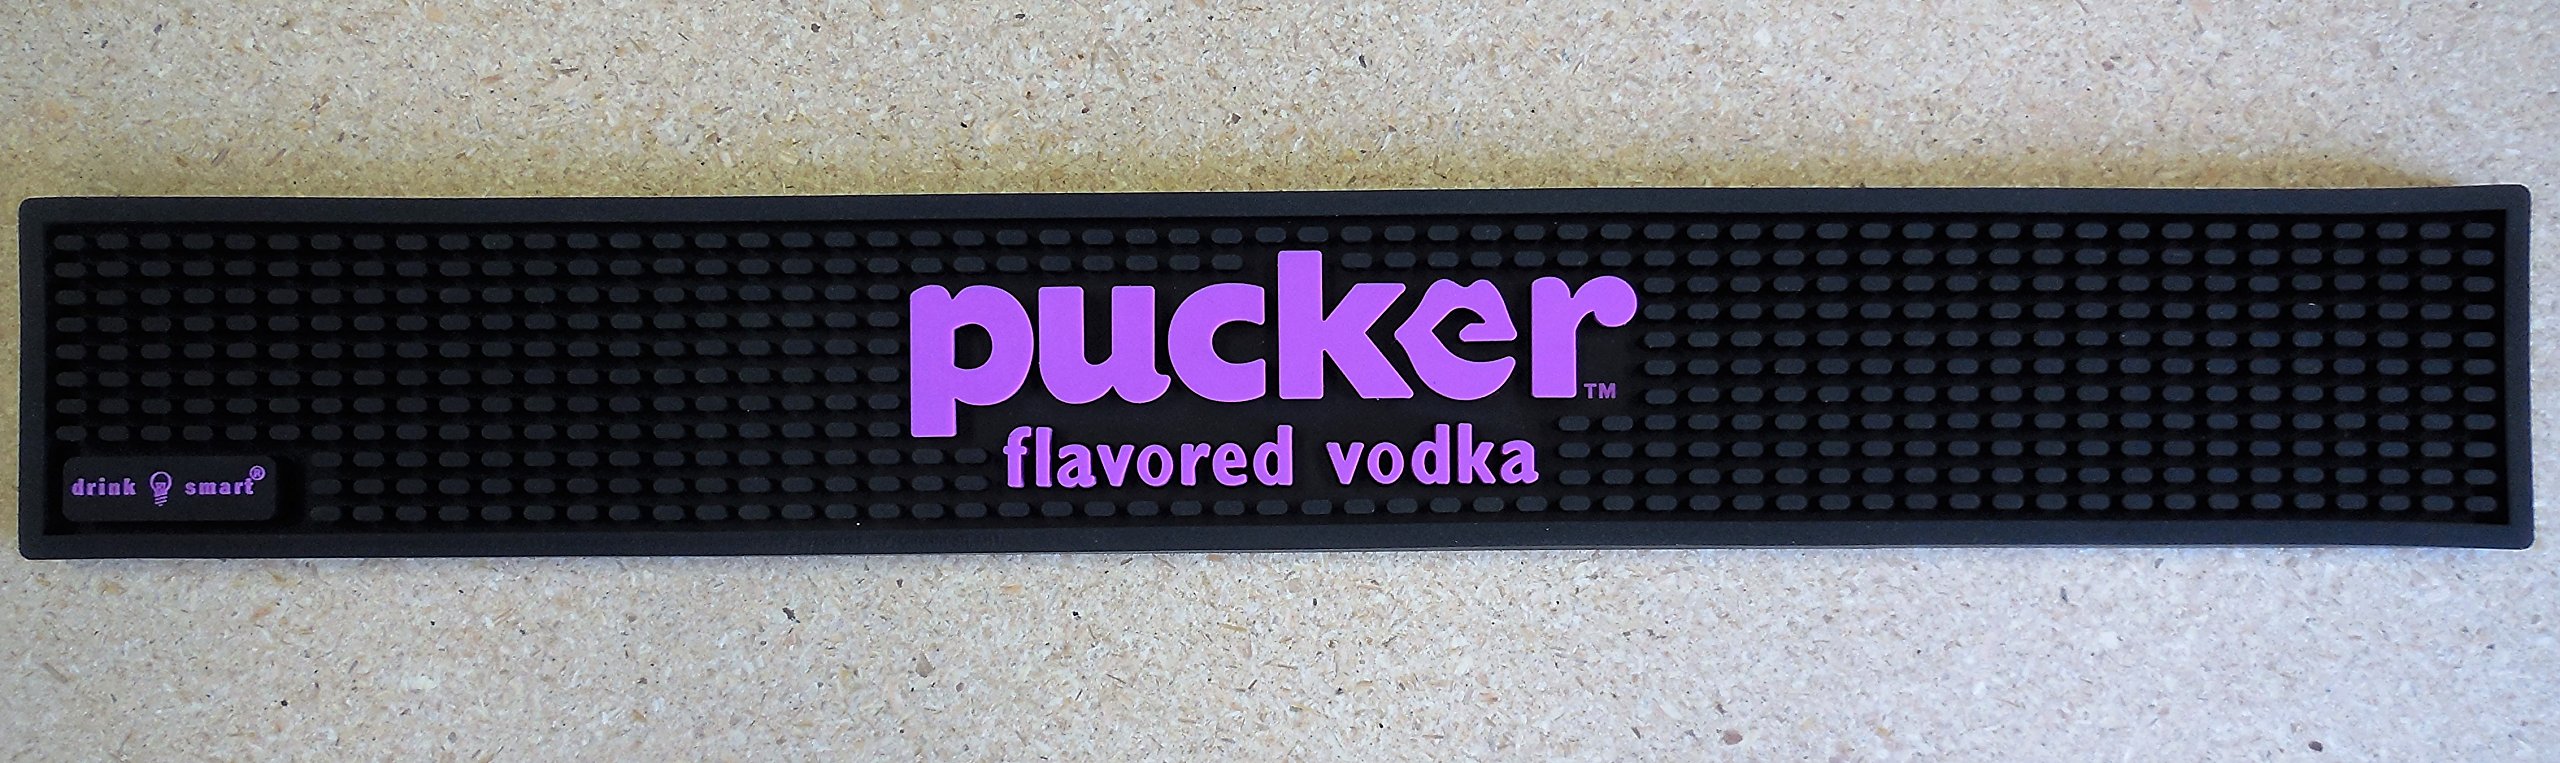 pucker™
flavored vodka
drink smart®